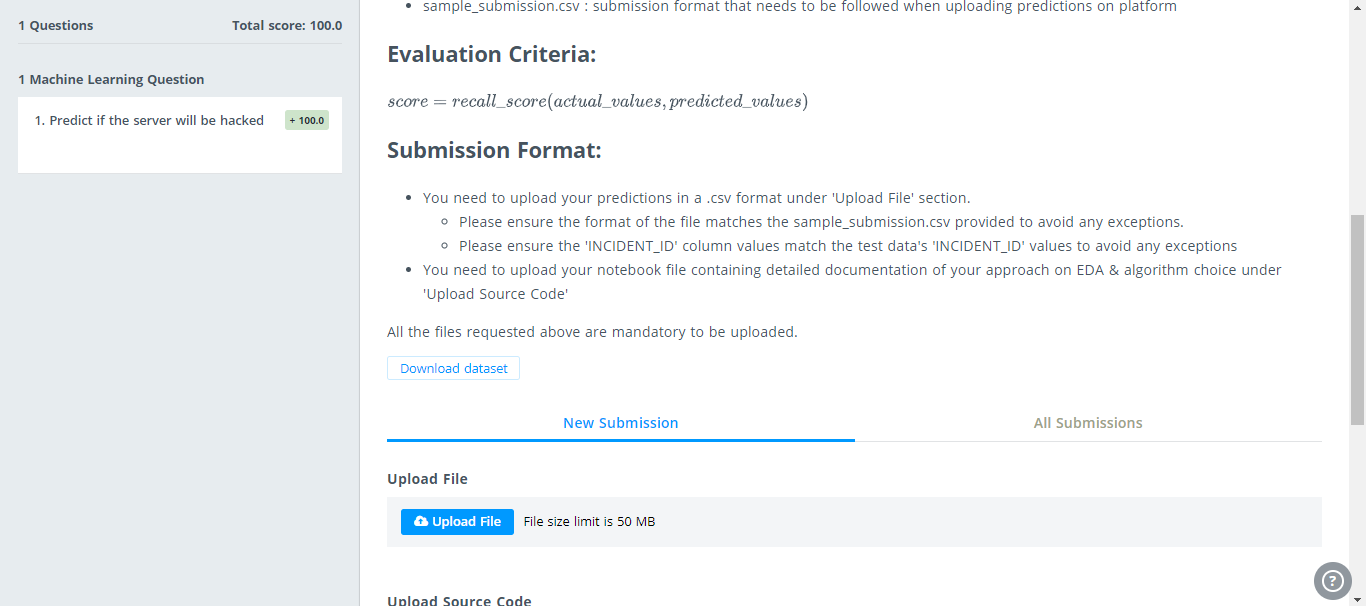 1 Questions
Total score: 100.0
1 Machine Learning Question
1. Predict if the server will be hacked
+ 100.0
sample_submission.csv : submission format that needs to be followed when uploading predictions on platform
Evaluation Criteria:
score = recall_score(actual_values, predicted_values)
Submission Format:
You need to upload your predictions in a .csv format under 'Upload File' section.
Please ensure the format of the file matches the sample_submission.csv provided to avoid any exceptions.
Please ensure the 'INCIDENT_ID' column values match the test data's 'INCIDENT_ID' values to avoid any exceptions
You need to upload your notebook file containing detailed documentation of your approach on EDA & algorithm choice under
'Upload Source Code'
All the files requested above are mandatory to be uploaded.
Download dataset
New Submission
All Submissions
Upload File
Upload File
File size limit is 50 MB
Upload Source Code
?